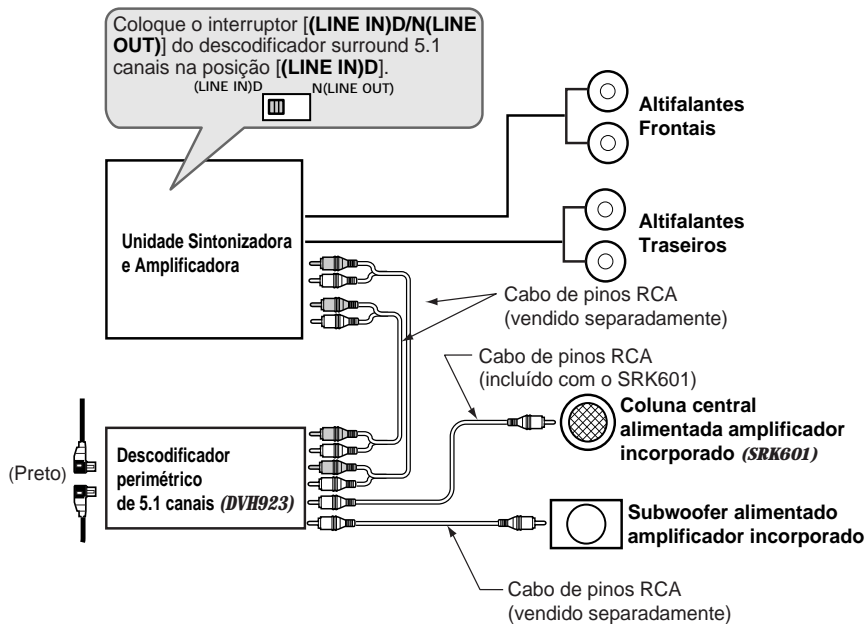 Coloque o interruptor [(LINE IN)D/N(LINE
OUT)] do descodificador surround 5.1
canais na posição [(LINE IN)D].
(LINE IN)D N(LINE OUT)
Altifalantes
Frontais
Unidade Sintonizadora
e Amplificadora
Altifalantes
Traseiros
Cabo de pinos RCA
(vendido separadamente)
Cabo de pinos RCA
(incluído com o SRK601)
Coluna central
alimentada amplificador
incorporado (SRK601)
(Preto)
Descodificador
perimétrico
de 5.1 canais (DVH923)
Subwoofer alimentado
amplificador incorporado
Cabo de pinos RCA
(vendido separadamente)